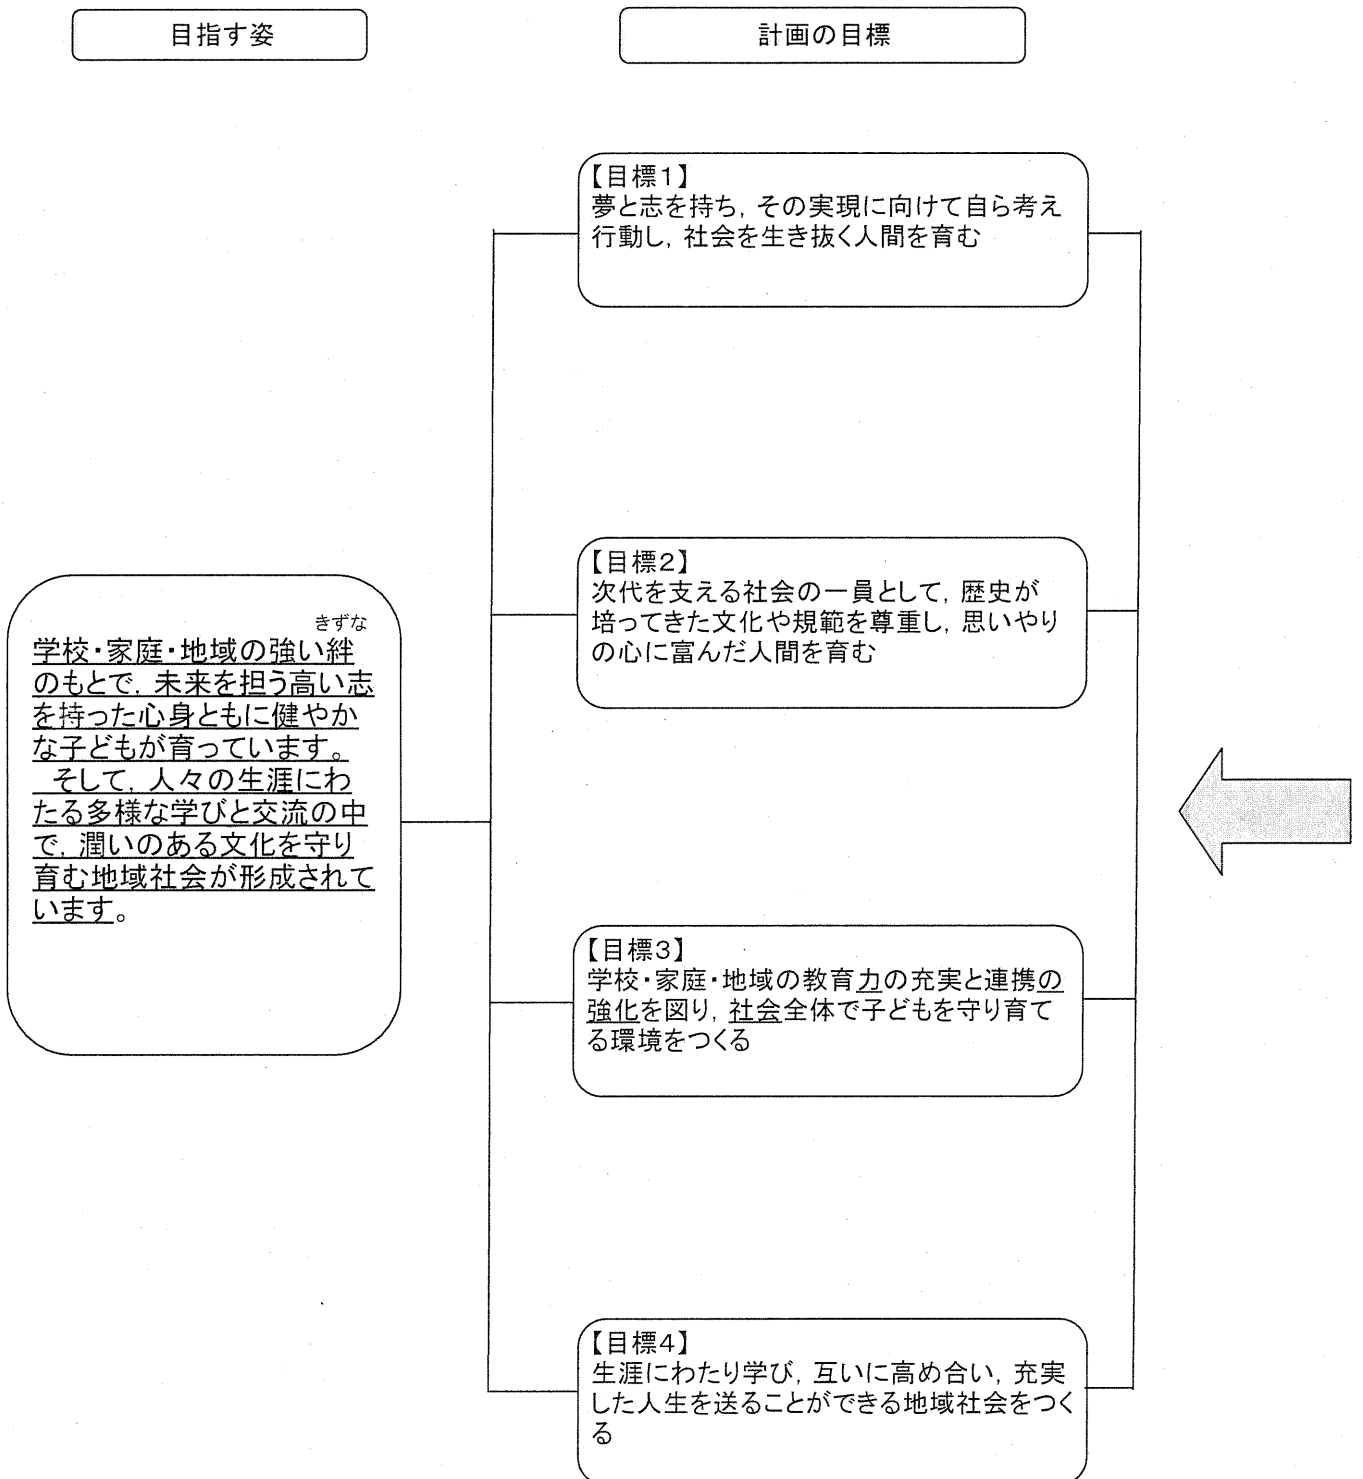 目指す姿
計画の目標
【目標1】
夢と志を持ち，その実現に向けて自ら考え
行動し，社会を生き抜く人間を育む
【目標2】
次代を支える社会の一員として，歴史が
培ってきた文化や規範を尊重し，思いやり
の心に富んだ人間を育む
きずな
学校・家庭・地域の強い絆
のもとで，未来を担う高い志
を持った心身ともに健やか
な子どもが育っています。
そして，人々の生涯にわ
たる多様な学びと交流の中
で，潤いのある文化を守り
育む地域社会が形成されて
います。
【目標3】
学校・家庭・地域の教育力の充実と連携の
強化を図り，社会全体で子どもを守り育て
る環境をつくる
【目標4】
生涯にわたり学び，互いに高め合い，充実
した人生を送ることができる地域社会をつく
る